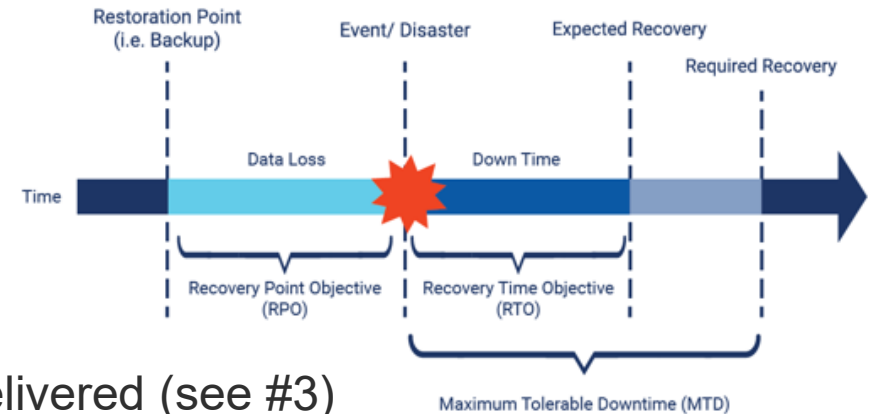 Restoration Point
(i.e. Backup)
Event/ Disaster
Expected Recovery
Required Recovery
Data Loss
Down Time
Time
Recovery Point Objective
(RPO)
Recovery Time Objective
(RTO)
elivered (see #3)
Maximum Tolerable Downtime (MTD)